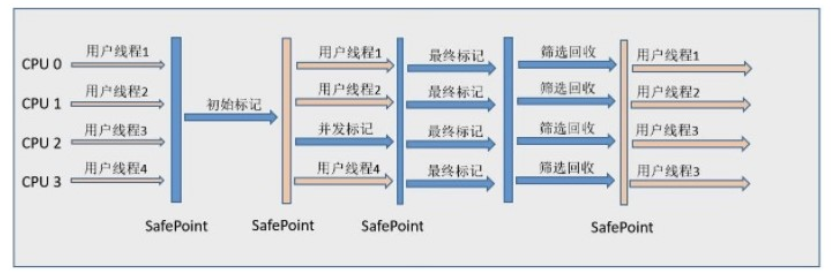 CPU 0 用户线程1 用户线程1 最终标记 筛选回收 用户线程1
CPU 1 用户线程2 初始标记 用户线程2 最终标记 筛选回收 用户线程2
CPU 2 用户线程3 并发标记 最终标记 筛选回收 用户线程3
CPU 3 用户线程4 用户线程4 最终标记 筛选回收 用户线程3
SafePoint SafePoint SafePoint SafePoint